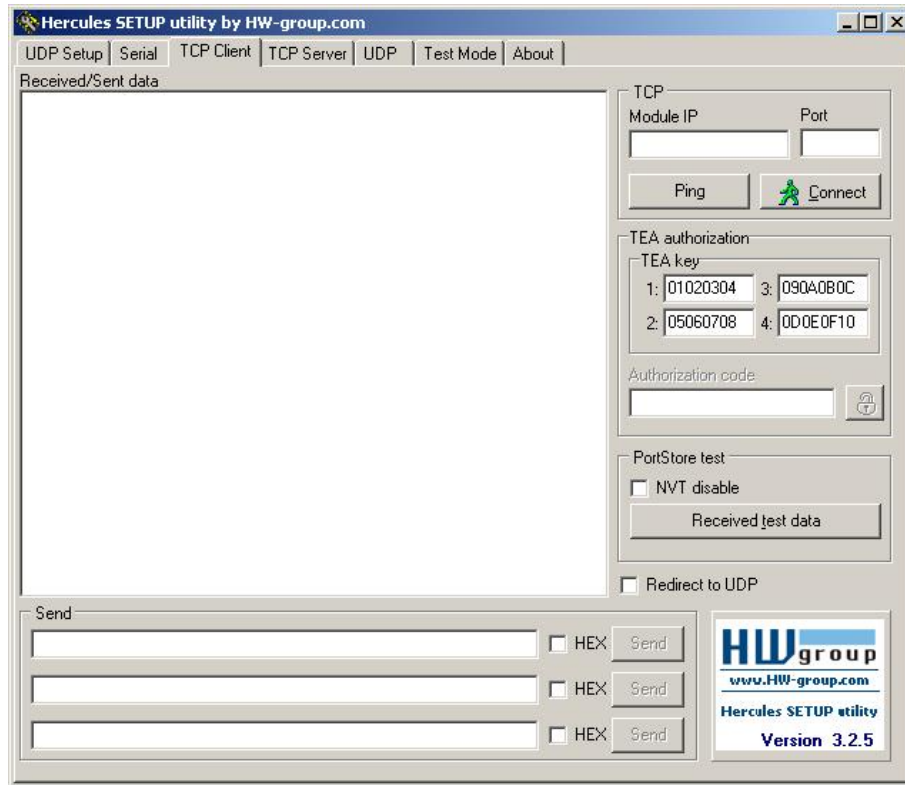 Hercules SETUP utility by HW-group.com
UDP Setup Serial TCP Client TCP Server UDP Test Mode About
Received/Sent data
TCP
Module IP Port
Ping Connect
TEA authorization
TEA key
1: 01020304 3: 090A0B0C
2: 05060708 4: 0D0E0F10
Authorization code
PortStore test
NVT disable
Received test data
Redirect to UDP
Send
HEX Send
HEX Send
HEX Send
HW group
www.HW-group.com
Hercules SETUP utility
Version 3.2.5